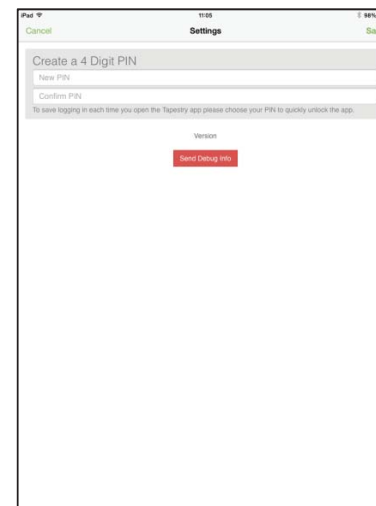 iPad 11:05 98%
Cancel Settings Sa
Create a 4 Digit PIN
New PIN
Confirm PIN
To save logging in each time you open the Tapestry app please choose your PIN to quickly unlock the app.
Version
Send Debug Info